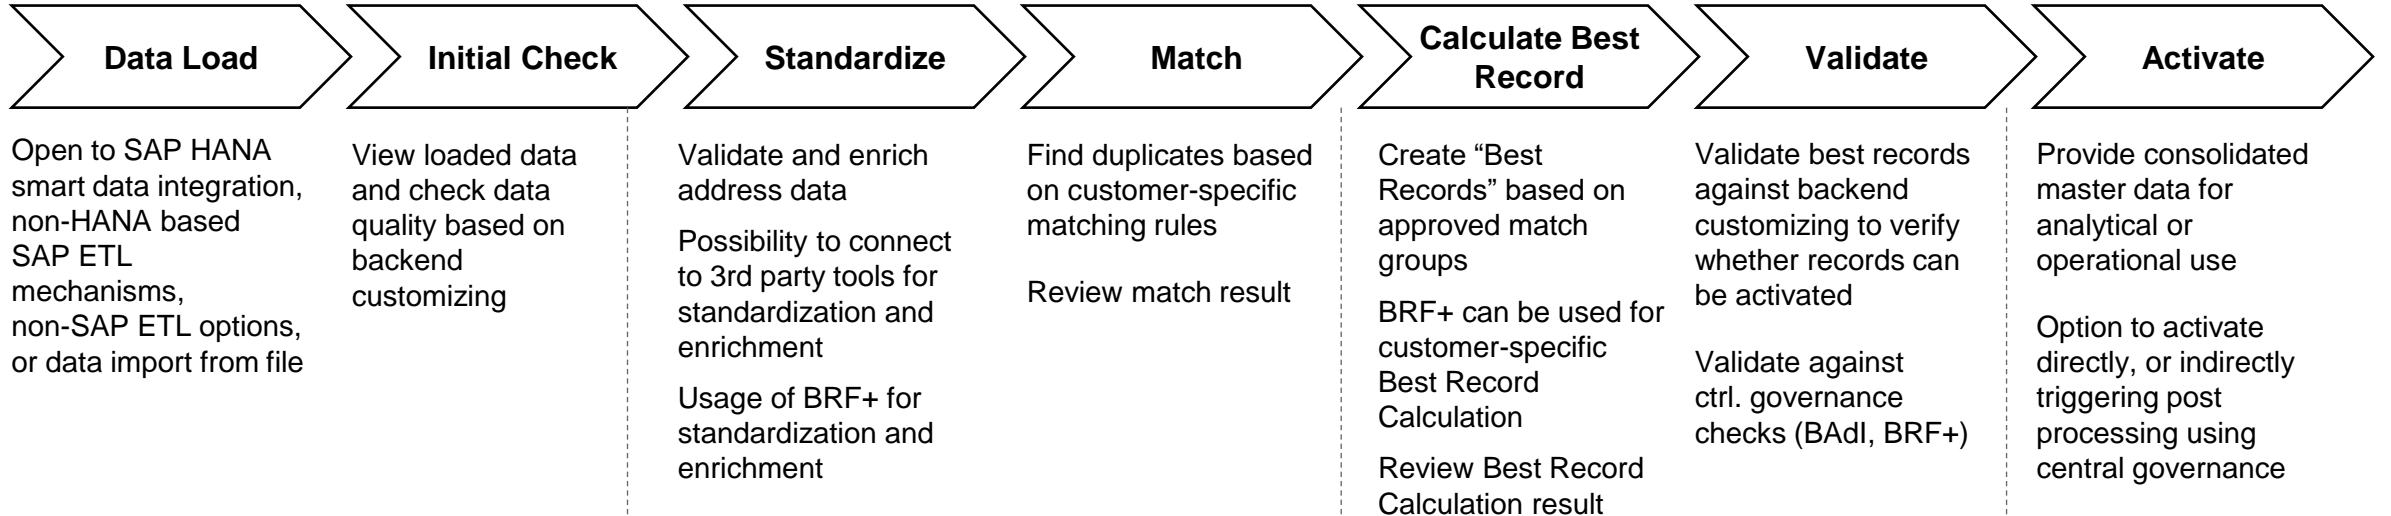 Data Load
Initial Check
Standardize
Match
Calculate Best
Record
Validate
Activate
Open to SAP HANA
smart data integration,
non-HANA based
SAP ETL
mechanisms,
non-SAP ETL options,
or data import from file
View loaded data
and check data
quality based on
backend
customizing
Validate and enrich
address data
Possibility to connect
to 3rd party tools for
standardization and
enrichment
Usage of BRF+ for
standardization and
enrichment
Find duplicates based
on customer-specific
matching rules
Review match result
Create “Best
Records” based on
approved match
groups
BRF+ can be used for
customer-specific
Best Record
Calculation
Review Best Record
Calculation result
Validate best records
against backend
customizing to verify
whether records can
be activated
Validate against
ctrl. governance
checks (BAdI, BRF+)
Provide consolidated
master data for
analytical or
operational use
Option to activate
directly, or indirectly
triggering post
processing using
central governance